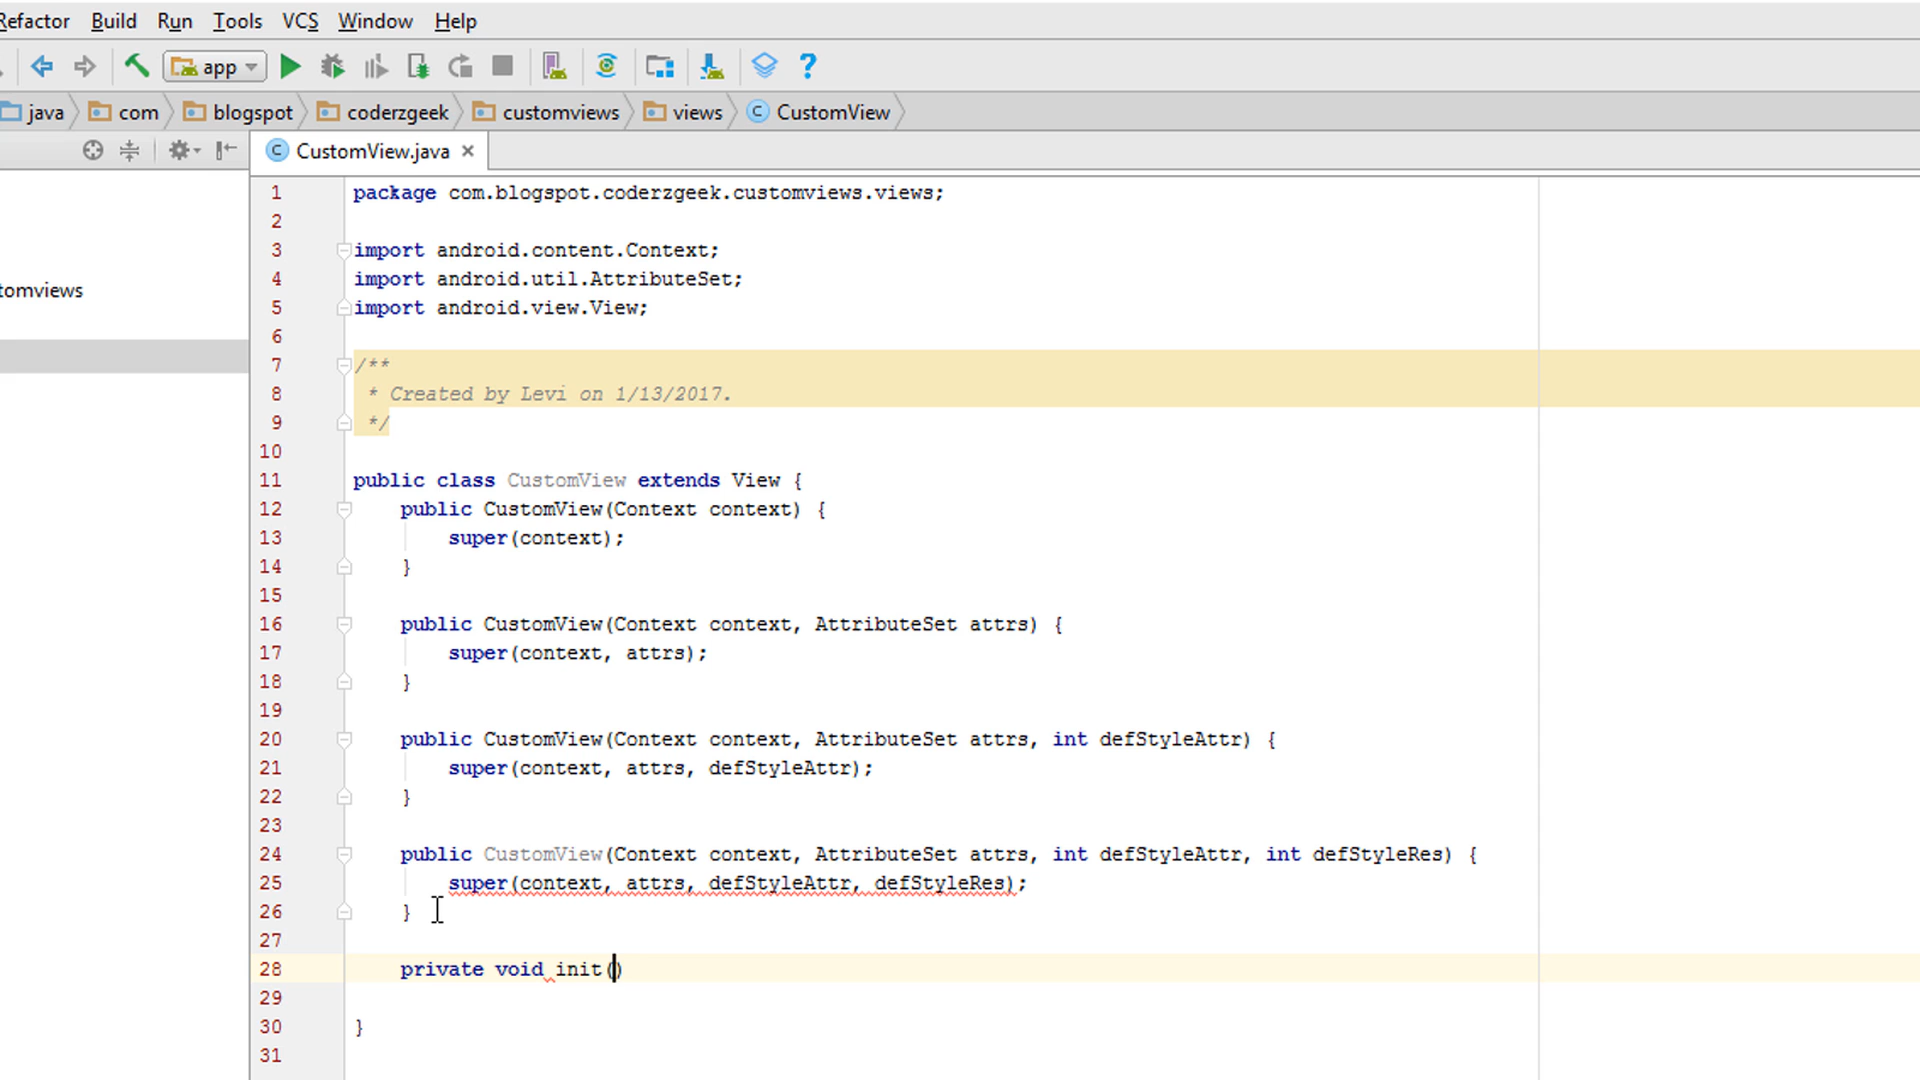 Refactor Build Run Tools VCS Window Help
app ?
java com blogspot coderzgeek customviews views C CustomView
C CustomView.java ×
tomviews
1 package com.blogspot.coderzgeek.customviews.views;
2
3 import android.content.Context;
4 import android.util.AttributeSet;
5 import android.view.View;
6
7 /**
8 * Created by Levi on 1/13/2017.
9 */
10
11 public class CustomView extends View {
12 public CustomView(Context context) {
13 super(context);
14 }
15
16 public CustomView(Context context, AttributeSet attrs) {
17 super(context, attrs);
18 }
19
20 public CustomView(Context context, AttributeSet attrs, int defStyleAttr) {
21 super(context, attrs, defStyleAttr);
22 }
23
24 public CustomView(Context context, AttributeSet attrs, int defStyleAttr, int defStyleRes) {
25 super(context, attrs, defStyleAttr, defStyleRes);
26 }
27
28 private void init()
29
30 }
31